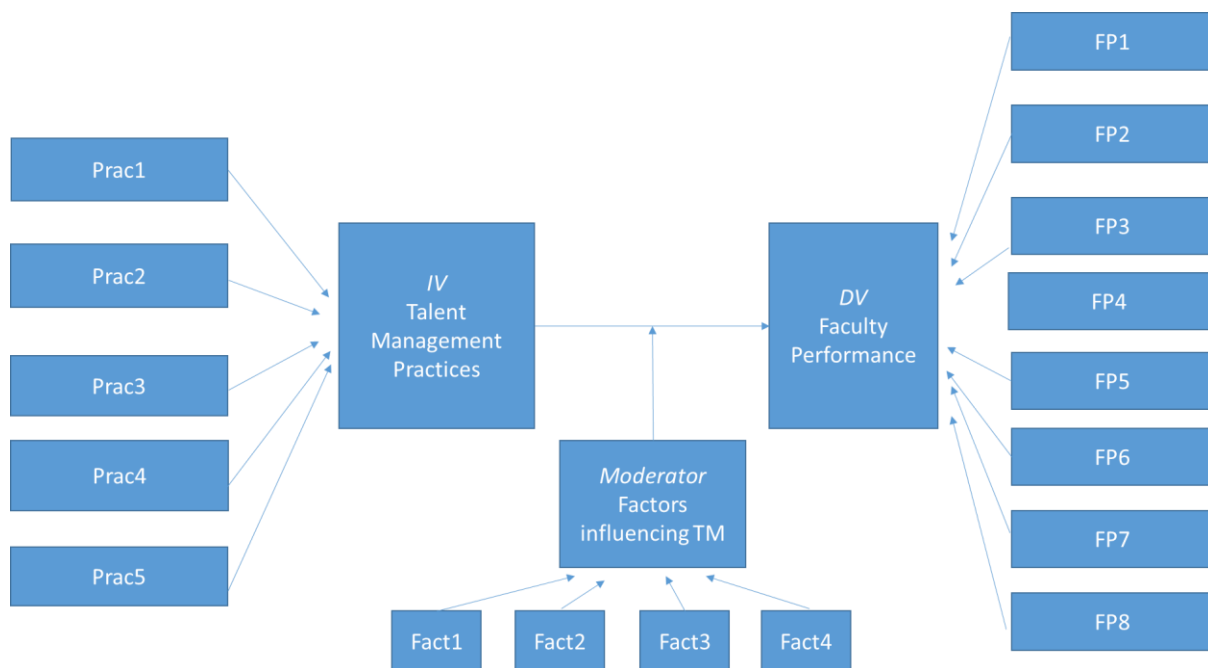 Prac1
Prac2
Prac3
Prac4
Prac5
IV
Talent
Management
Practices
Moderator
Factors
influencing TM
Fact1
Fact2
Fact3
Fact4
DV
Faculty
Performance
FP1
FP2
FP3
FP4
FP5
FP6
FP7
FP8